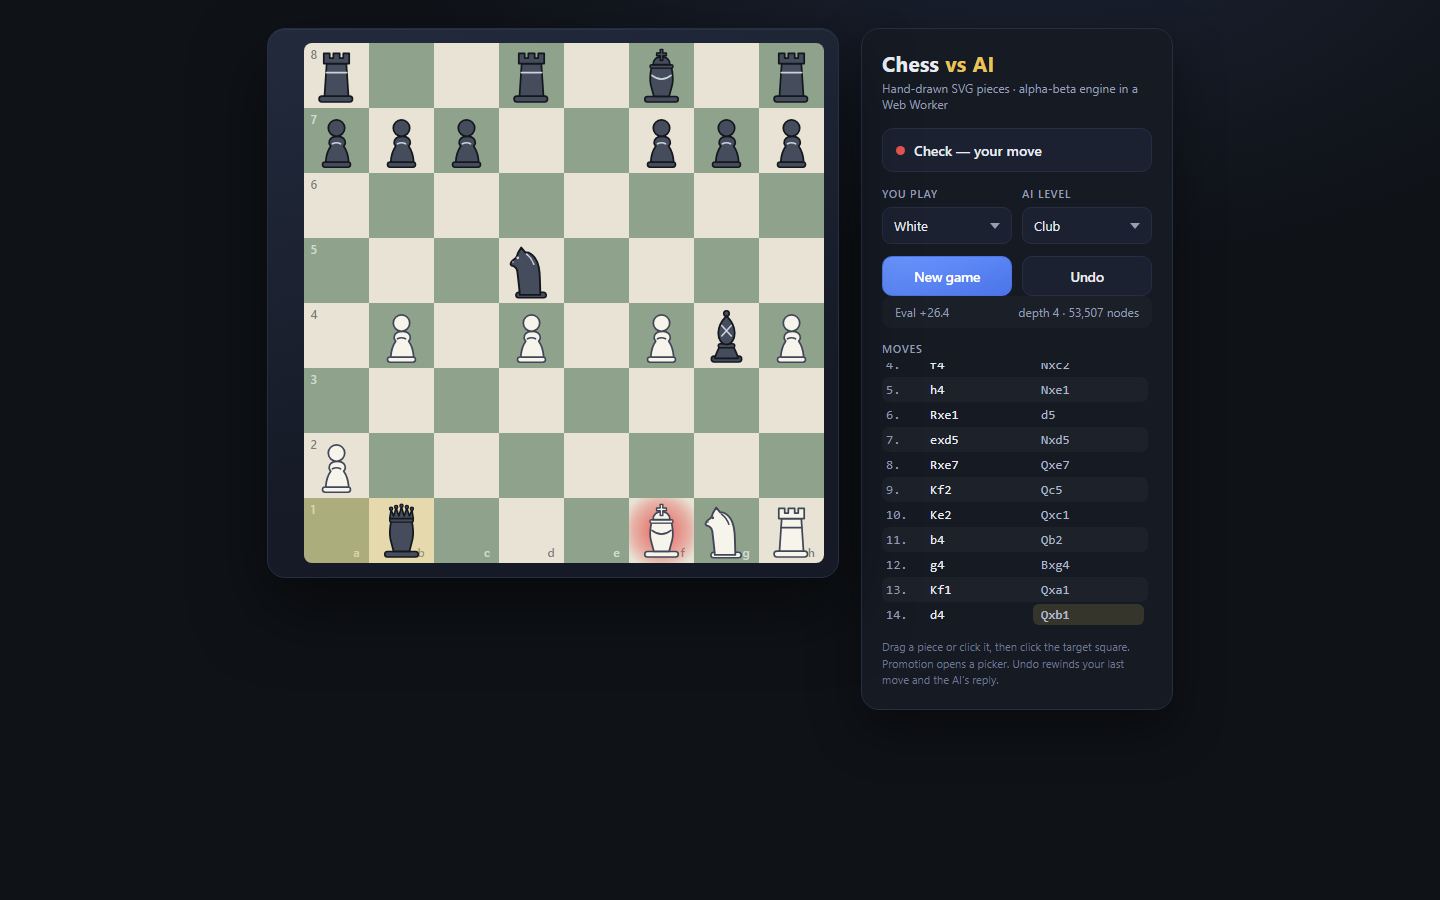 8
7
6
5
4
3
2
1
a b c d e f g h
Chess vs AI
Hand-drawn SVG pieces · alpha-beta engine in a
Web Worker
Check — your move
YOU PLAY AI LEVEL
White Club
New game Undo
Eval +26.4 depth 4 · 53,507 nodes
MOVES
4. f4 Nxc2
5. h4 Nxe1
6. Rxe1 d5
7. exd5 Nxd5
8. Rxe7 Qxe7
9. Kf2 Qc5
10. Ke2 Qxc1
11. b4 Qb2
12. g4 Bxg4
13. Kf1 Qxa1
14. d4 Qxb1
Drag a piece or click it, then click the target square.
Promotion opens a picker. Undo rewinds your last
move and the AI's reply.